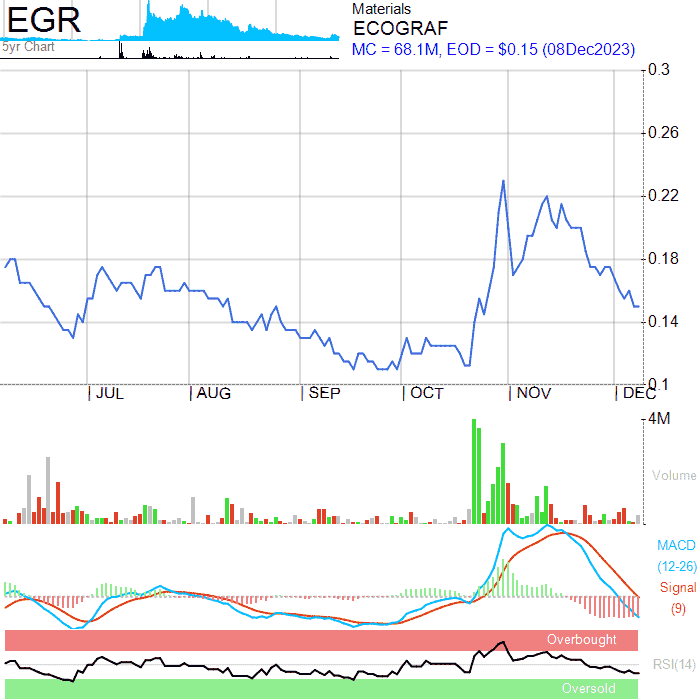 EGR
5yr Chart
Materials
ECOGRAF
MC = 68.1M, EOD = $0.15 (08Dec2023)
0.3
0.26
0.22
0.18
0.14
0.1
JUL AUG SEP OCT NOV DEC
4M
Volume
MACD
(12-26)
Signal
(9)
Overbought
RSI(14)
Oversold